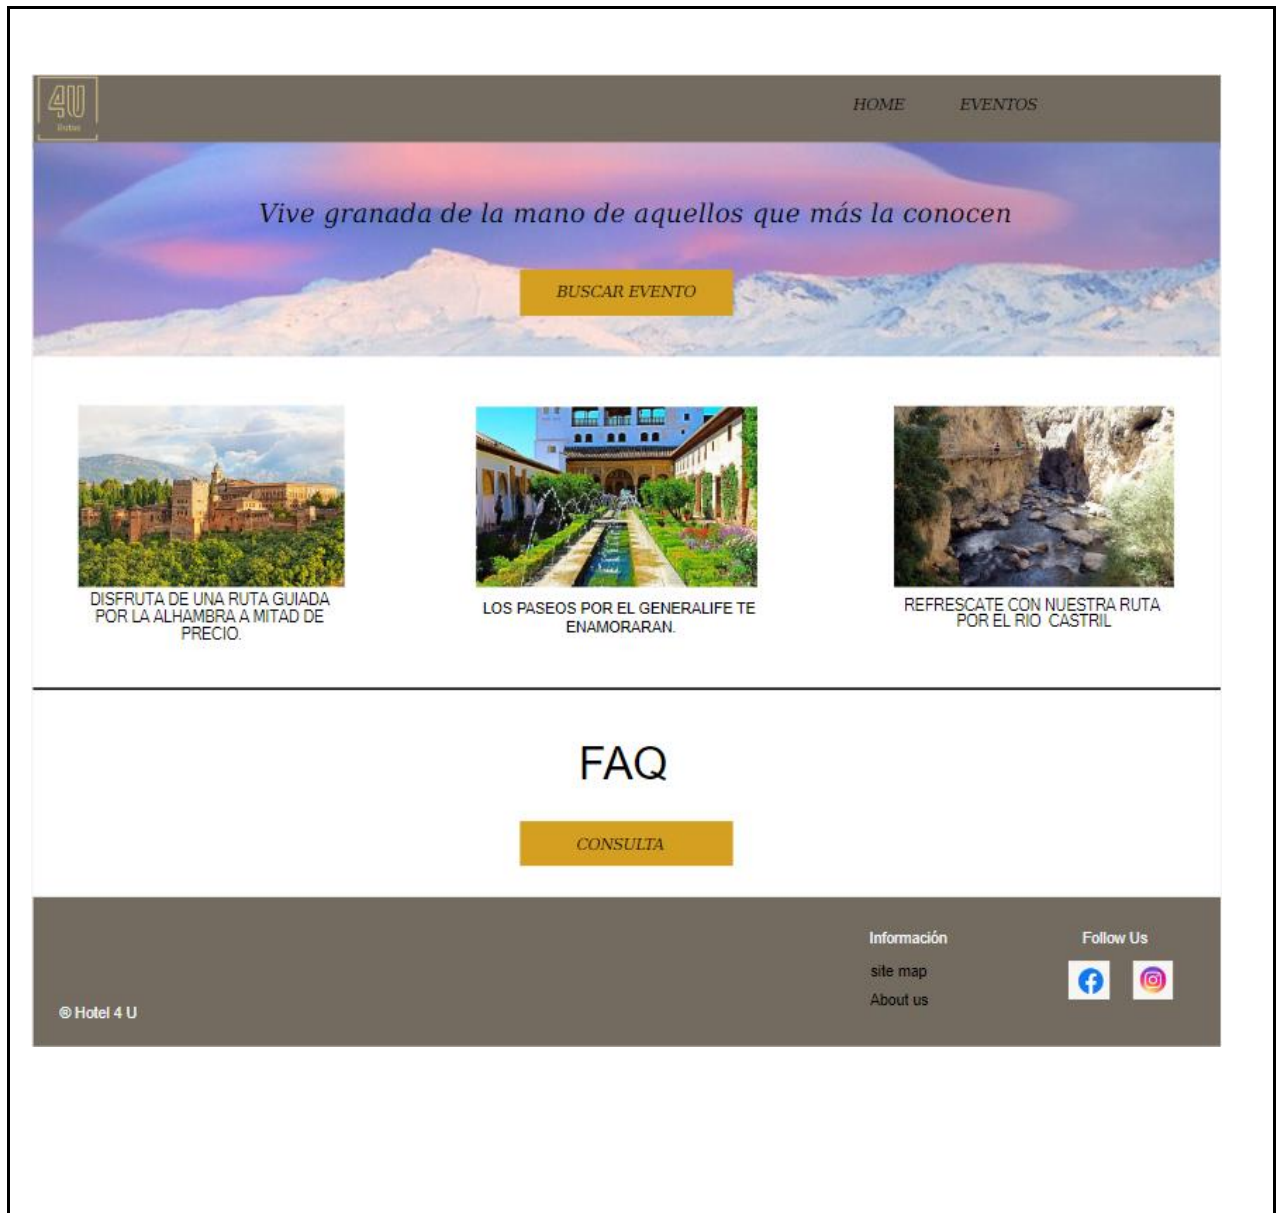 4U
Rutas
HOME
EVENTOS
Vive granada de la mano de aquellos que más la conocen
BUSCAR EVENTO
DISFRUTA DE UNA RUTA GUIADA
POR LA ALHAMBRA A MITAD DE
PRECIO.
LOS PASEOS POR EL GENERALIFE TE
ENAMORARAN.
REFRESCATE CON NUESTRA RUTA
POR EL RIO CASTRIL
FAQ
CONSULTA
Información
site map
About us
Follow Us
® Hotel 4 U